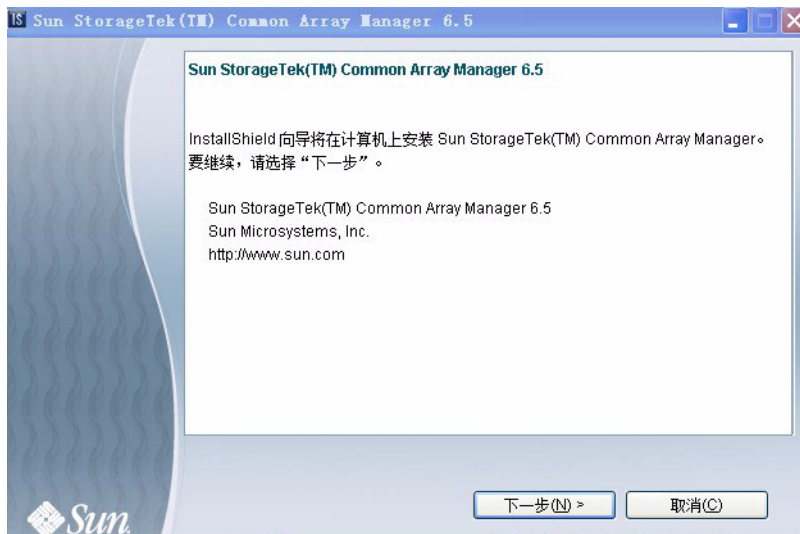 IS Sun StorageTek(TM) Common Array Manager 6.5
Sun StorageTek(TM) Common Array Manager 6.5
InstallShield 向导将在计算机上安装 Sun StorageTek(TM) Common Array Manager。
要继续，请选择“下一步”。
Sun StorageTek(TM) Common Array Manager 6.5
Sun Microsystems, Inc.
http://www.sun.com
下一步(N) >
取消(C)
Sun